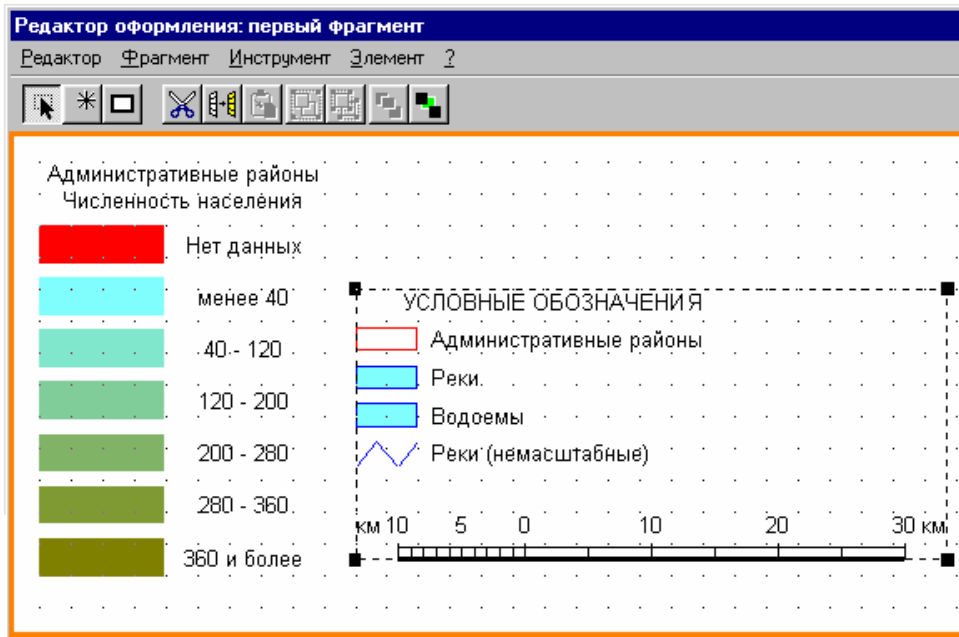 Редактор оформления: первый фрагмент
Редактор Фрагмент Инструмент Элемент ?
Административные районы
Численность населения
Нет данных
менее 40
40 - 120
120 - 200
200 - 280
280 - 360
360 и более
УСЛОВНЫЕ ОБОЗНАЧЕНИЯ
Административные районы
Реки
Водоемы
Реки (немасштабные)
км 10 5 0 10 20 30 км